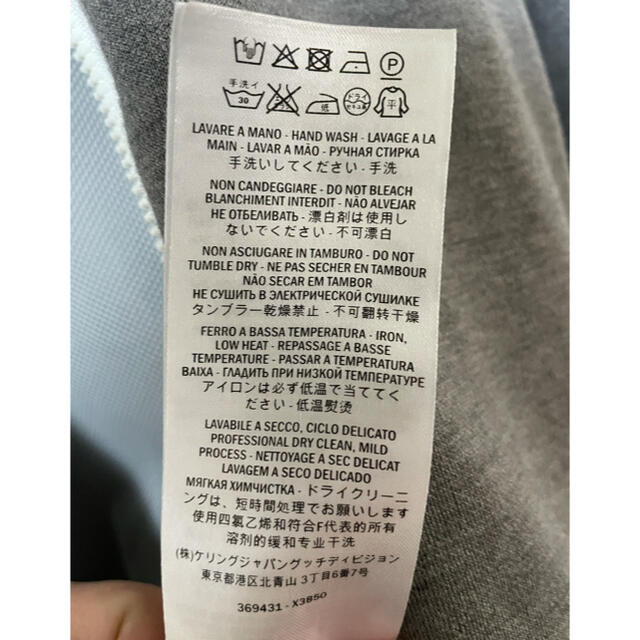 P
手洗イ
30
低
ドライ
セキユ系
平
LAVARE A MANO - HAND WASH - LAVAGE A LA
MAIN - LAVAR A MÃO - РУЧНАЯ СТИРКА
手洗いしてください - 手洗
NON CANDEGGIARE - DO NOT BLEACH
BLANCHIMENT INTERDIT - NÃO ALVEJAR
НЕ ОТБЕЛИВАТЬ - 漂白剤は使用し
ないでください - 不可漂白
NON ASCIUGARE IN TAMBURO - DO NOT
TUMBLE DRY - NE PAS SECHER EN TAMBOUR
NÃO SECAR EM TAMBOR
НЕ СУШИТЬ В ЭЛЕКТРИЧЕСКОЙ СУШИЛКЕ
タンブラー乾燥禁止 - 不可翻转干燥
FERRO A BASSA TEMPERATURA - IRON,
LOW HEAT - REPASSAGE A BASSE
TEMPERATURE - PASSAR A TEMPERATURA
BAIXA - ГЛАДИТЬ ПРИ НИЗКОЙ ТЕМПЕРАТУРЕ
アイロンは必ず低温で当ててく
ださい - 低温熨烫
LAVABILE A SECCO, CICLO DELICATO
PROFESSIONAL DRY CLEAN, MILD
PROCESS - NETTOYAGE A SEC DELICAT
LAVAGEM A SECO DELICADO
МЯГКАЯ ХИМЧИСТКА - ドライクリーニ
ングは、短時間処理でお願いします
使用四氯乙烯和符合F代表的所有
溶剂的缓和专业干洗
(株)ケリングジャパングッチディビジョン
東京都港区北青山 3丁目6番7号
369431 - X3B50